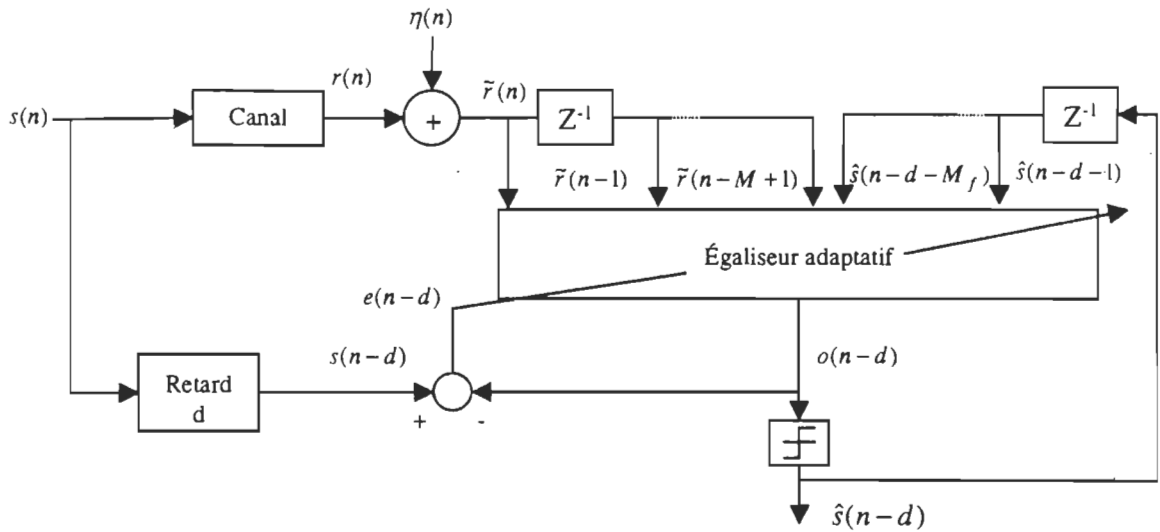 η(n)
r(n)
r̃(n)
s(n)
Canal
+
Z⁻¹
Z⁻¹
r̃(n−1)
r̃(n−M+1)
ŝ(n−d−M_f)
ŝ(n−d−1)
Égaliseur adaptatif
e(n−d)
s(n−d)
o(n−d)
Retard
d
+
-
ŝ(n−d)